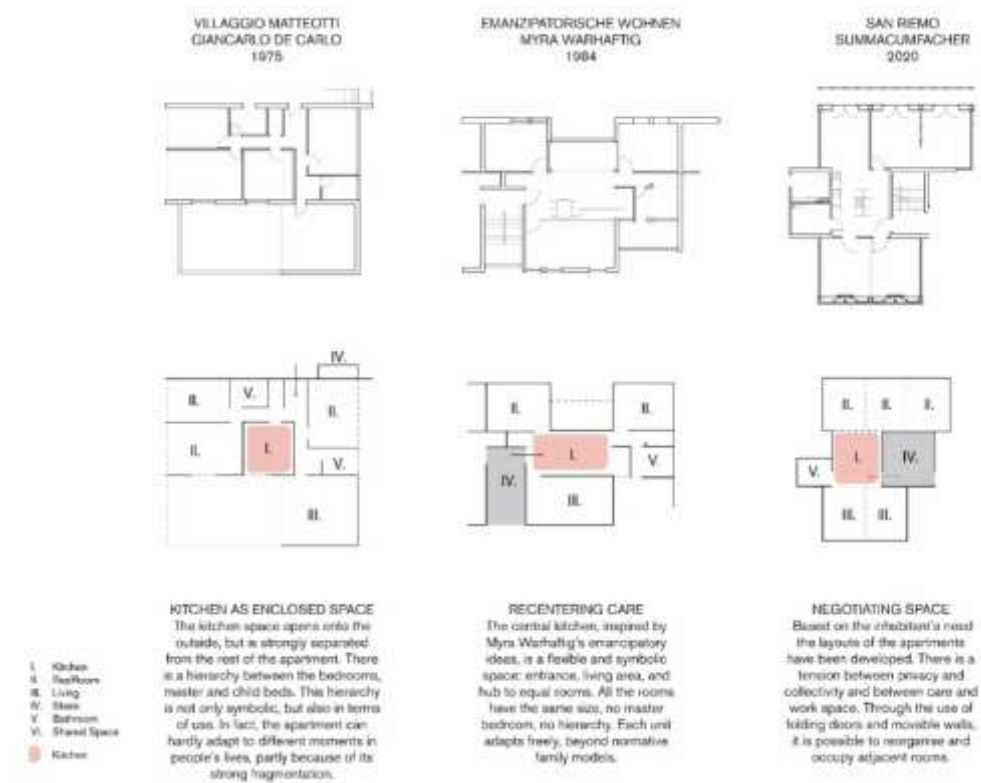 VILLAGGIO MATTEOTTI
GIANCARLO DE CARLO
1975
EMANZIPATORISCHE WOHNEN
MYRA WARHAFTIG
1984
SAN RIEMO
SUMMACUMFACHER
2020
IV.
III.
V.
II.
II.
I.
V.
III.
II.
II.
I.
V.
IV.
III.
II.
II.
II.
I.
IV.
V.
III.
III.
KITCHEN AS ENCLOSED SPACE
The kitchen space opens onto the
outside, but is strongly separated
from the rest of the apartment. There
is a hierarchy between the bedrooms,
master and child beds. This hierarchy
is not only symbolic, but also in terms
of use. In fact, the apartment can
hardly adapt to different moments in
people's lives, partly because of its
strong fragmentation.
RECENTERING CARE
The central kitchen, inspired by
Myra Warhaftig's emancipatory
ideas, is a flexible and symbolic
space: entrance, living area, and
hub to equal rooms. All the rooms
have the same size, no master
bedroom, no hierarchy. Each unit
adapts freely, beyond normative
family models.
NEGOTIATING SPACE
Based on the inhabitant's need
the layouts of the apartments
have been developed. There is a
tension between privacy and
collectivity and between care and
work space. Through the use of
folding doors and movable walls,
it is possible to reorganise and
occupy adjacent rooms.
I. Kitchen
II. BedRoom
III. Living
IV. Stairs
V. Bathroom
VI. Shared Space
Kitchen